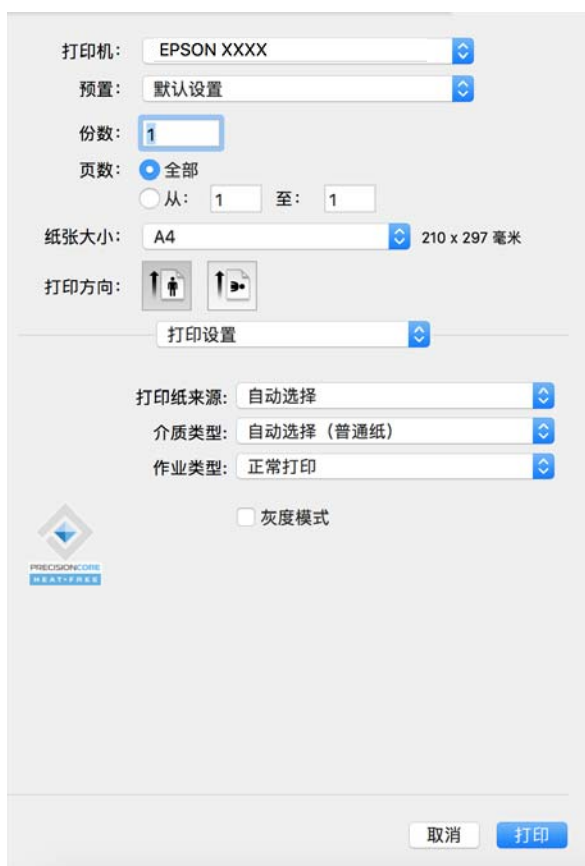 打印机: EPSON XXXX
预置: 默认设置
份数: 1
页数: 全部
从: 1 至: 1
纸张大小: A4 210 x 297 毫米
打印方向:
打印设置
打印纸来源: 自动选择
介质类型: 自动选择（普通纸）
作业类型: 正常打印
灰度模式
PRECISIONCORE
HEAT-FREE
取消 打印